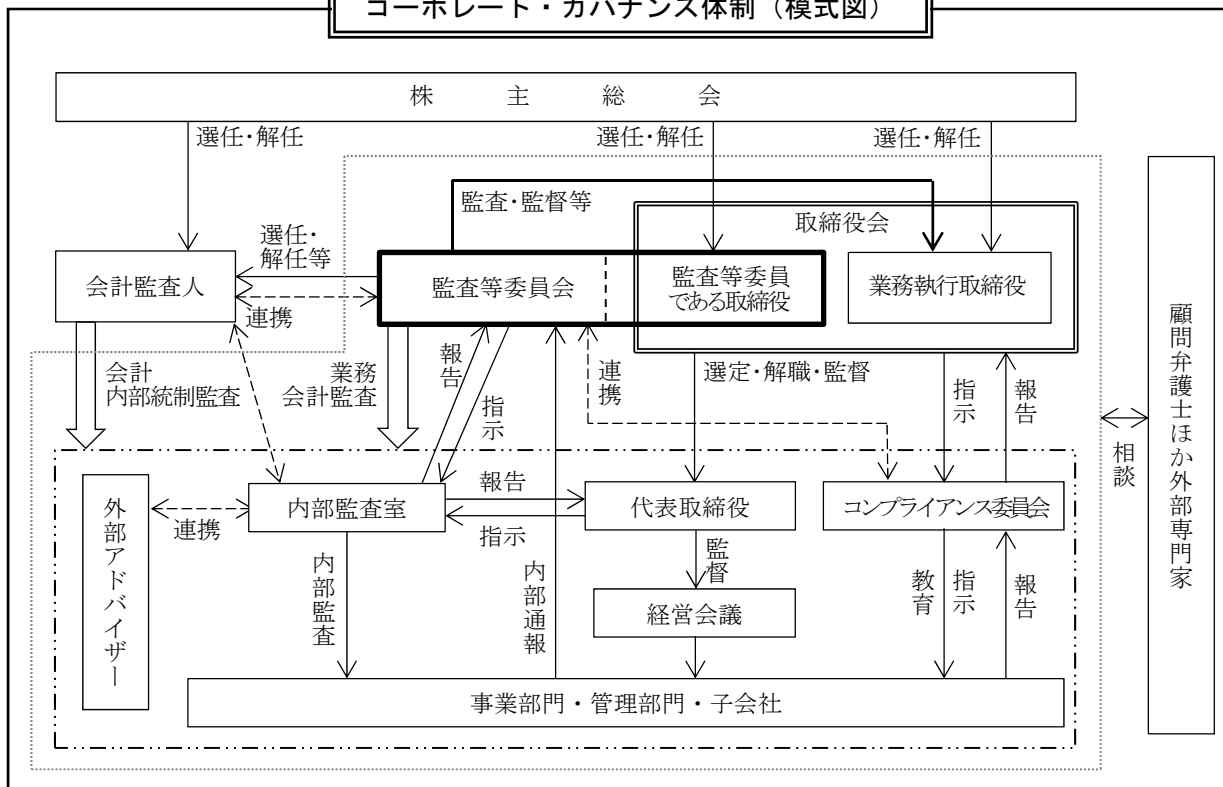 コーポレート・ガバナンス体制（模式図）
株主総会
選任・解任
選任・解任
選任・解任
監査・監督等
取締役会
選任・
解任等
会計監査人
監査等委員会
監査等委員
である取締役
業務執行取締役
連携
会計
内部統制監査
業務
会計監査
報告
指示
連携
選定・解職・監督
指示
報告
相談
顧問弁護士ほか外部専門家
外部アドバイザー
連携
内部監査室
報告
指示
代表取締役
コンプライアンス委員会
内部監査
内部通報
監督
経営会議
教育
指示
報告
事業部門・管理部門・子会社